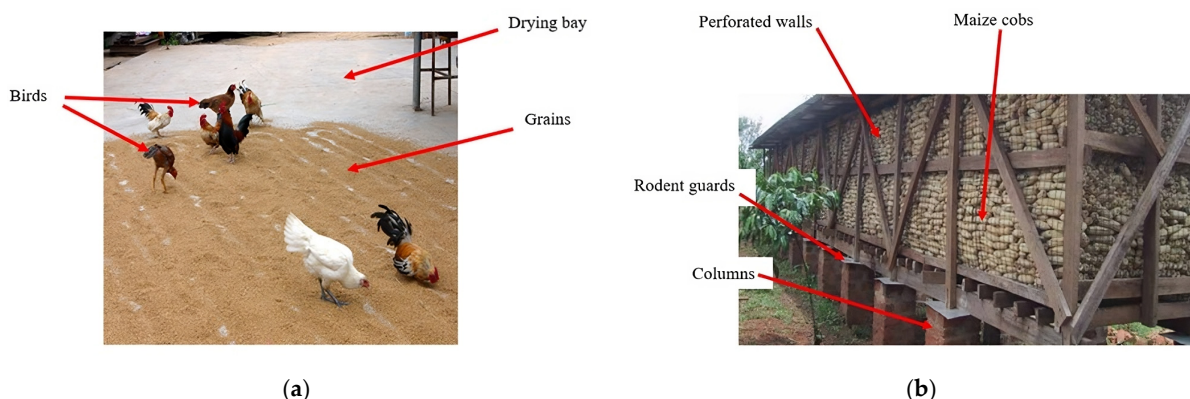 Drying bay
Birds
Grains
(a)
Perforated walls
Maize cobs
Rodent guards
Columns
(b)